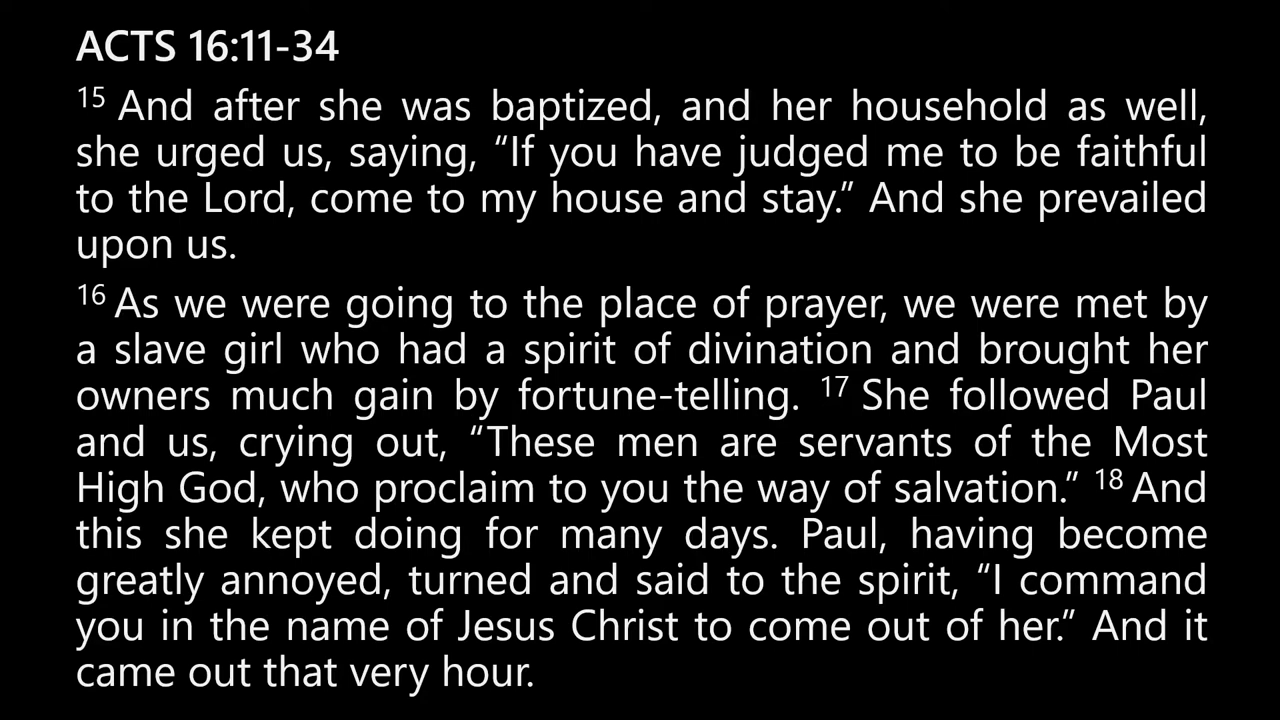 ACTS 16:11-34
15 And after she was baptized, and her household as well,
she urged us, saying, “If you have judged me to be faithful
to the Lord, come to my house and stay.” And she prevailed
upon us.
16 As we were going to the place of prayer, we were met by
a slave girl who had a spirit of divination and brought her
owners much gain by fortune-telling. 17 She followed Paul
and us, crying out, “These men are servants of the Most
High God, who proclaim to you the way of salvation.” 18 And
this she kept doing for many days. Paul, having become
greatly annoyed, turned and said to the spirit, “I command
you in the name of Jesus Christ to come out of her.” And it
came out that very hour.